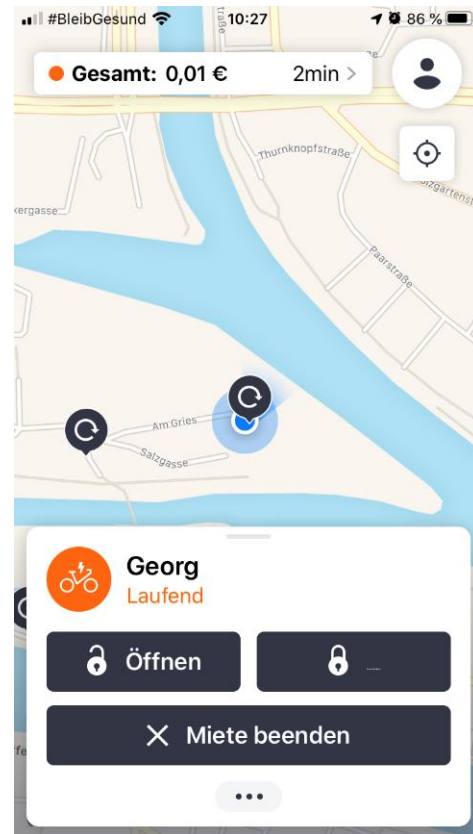 #BleibGesund 10:27 86 %
Gesamt: 0,01 € 2min >
Thurnknopfstraße
Paarstraße
Am Gries
Salzgasse
Georg
Laufend
Öffnen
Miete beenden